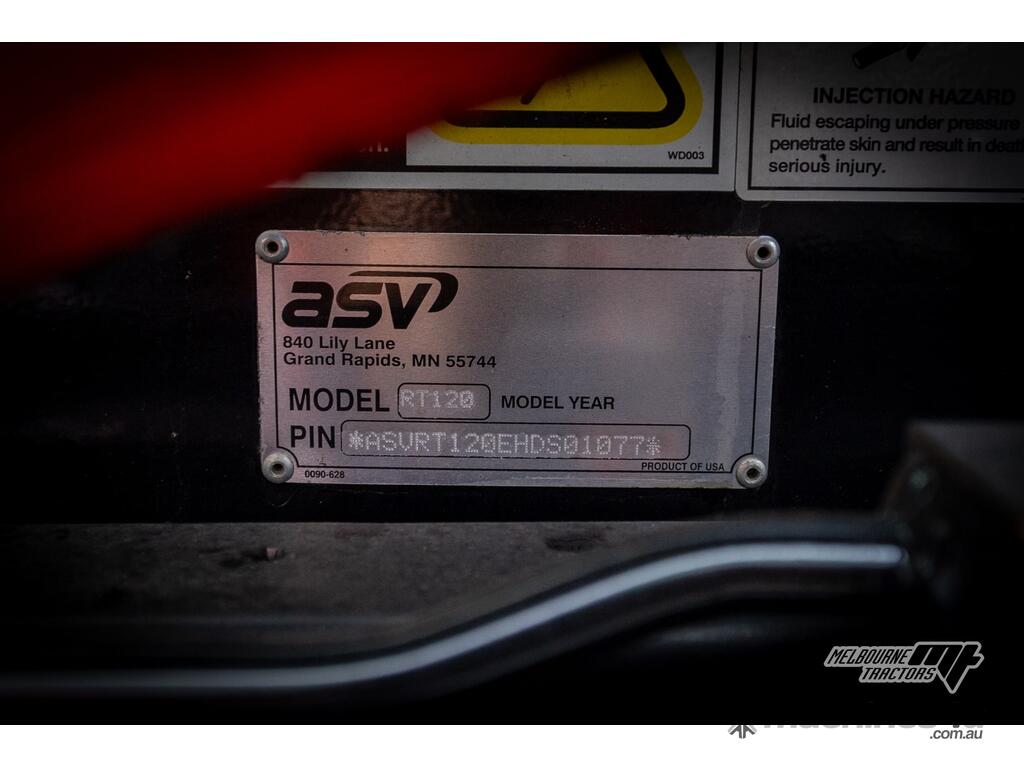 WD003
INJECTION HAZARD
Fluid escaping under pressure
penetrate skin and result in
serious injury.
asv
840 Lily Lane
Grand Rapids, MN 55744
MODEL RT120 MODEL YEAR
PIN *ASVRT120EHDS01077*
0090-628
PRODUCT OF USA
MELBOURNE
TRACTORS
.com.au